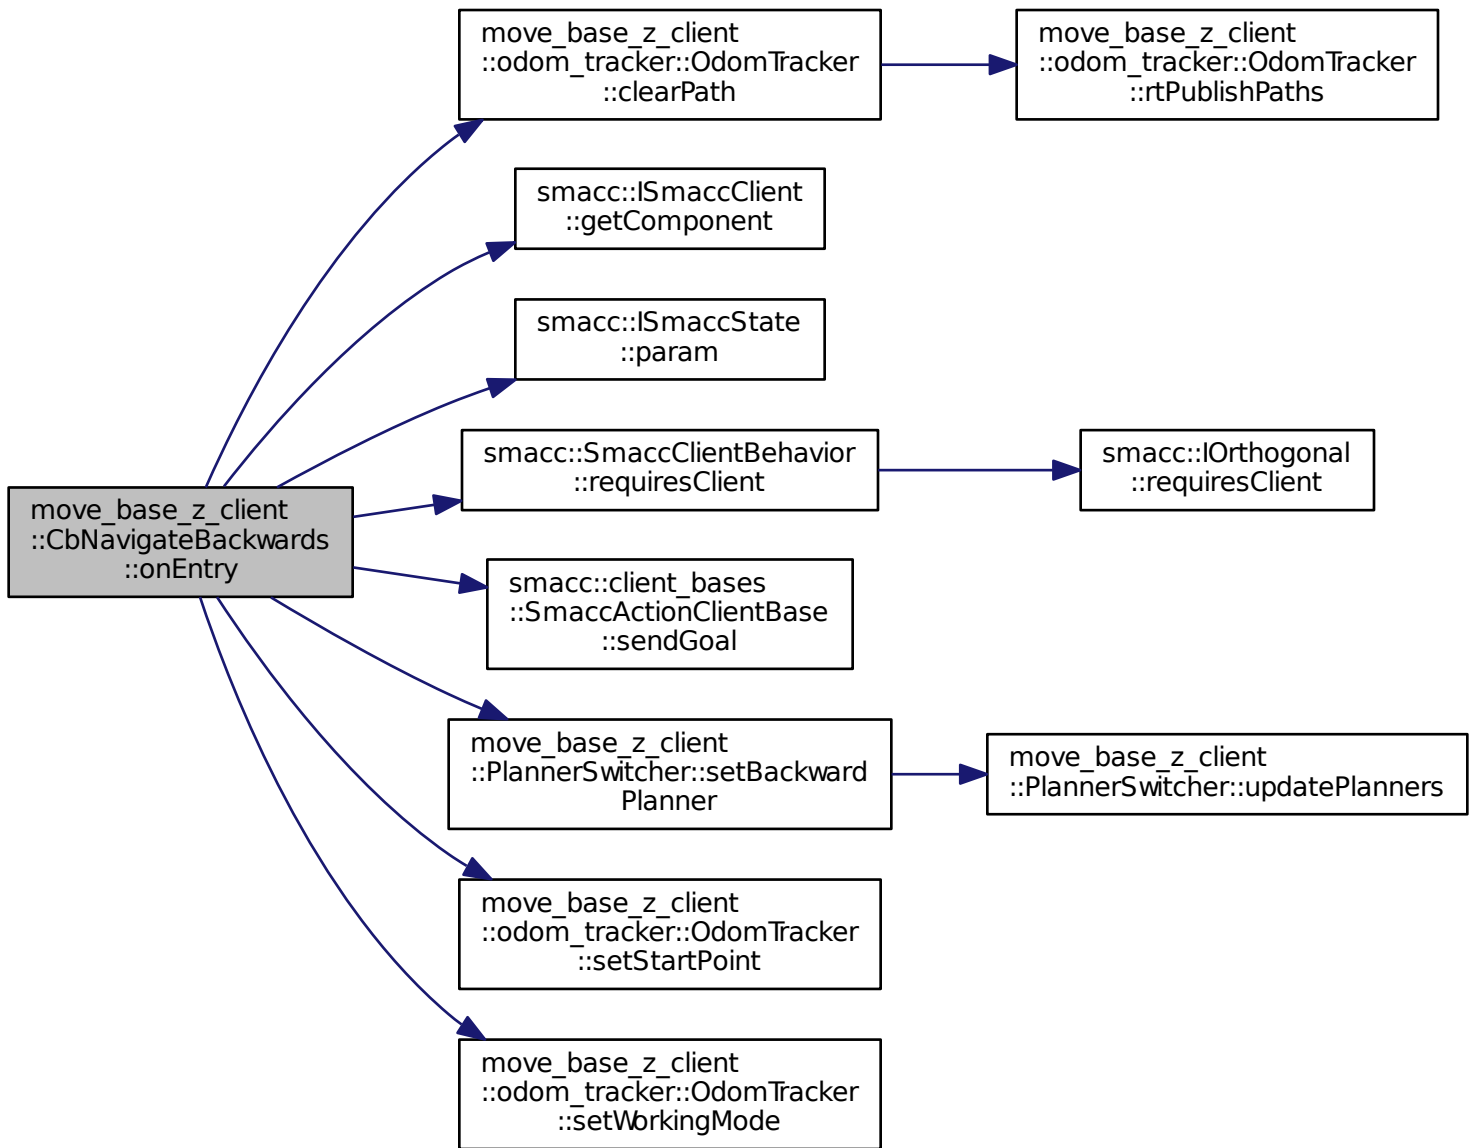 move_base_z_client
::odom_tracker::OdomTracker
::clearPath
move_base_z_client
::odom_tracker::OdomTracker
::rtPublishPaths
smacc::ISmaccClient
::getComponent
smacc::ISmaccState
::param
smacc::SmaccClientBehavior
::requiresClient
smacc::IOrthogonal
::requiresClient
move_base_z_client
::CbNavigateBackwards
::onEntry
smacc::client_bases
::SmaccActionClientBase
::sendGoal
move_base_z_client
::PlannerSwitcher::setBackward
Planner
move_base_z_client
::PlannerSwitcher::updatePlanners
move_base_z_client
::odom_tracker::OdomTracker
::setStartPoint
move_base_z_client
::odom_tracker::OdomTracker
::setWorkingMode